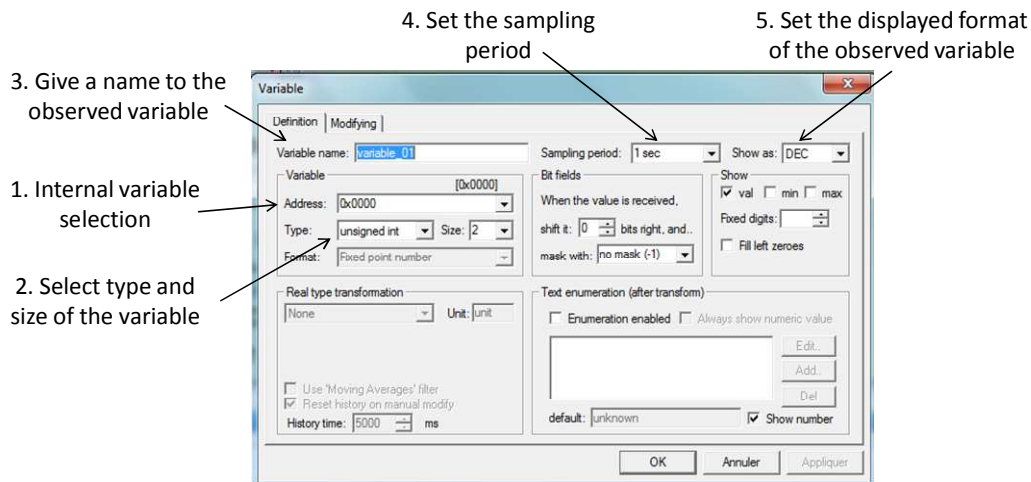 4. Set the sampling
period
5. Set the displayed format
of the observed variable
3. Give a name to the
observed variable
1. Internal variable
selection
2. Select type and
size of the variable
Variable
Definition
Modifying
Variable name: variable_01
Sampling period: 1 sec
Show as: DEC
Variable
[0x0000]
Address: 0x0000
Type: unsigned int Size: 2
Format: Fixed point number
Bit fields
When the value is received,
shift it: 0 bits right, and..
mask with: no mask (-1)
Show
val min max
Fixed digits:
Fill left zeroes
Real type transformation
None Unit: unit
Use 'Moving Averages' filter
Reset history on manual modify
History time: 5000 ms
Text enumeration (after transform)
Enumeration enabled Always show numeric value
Edit..
Add..
Del
default: unknown Show number
OK Annuler Appliquer